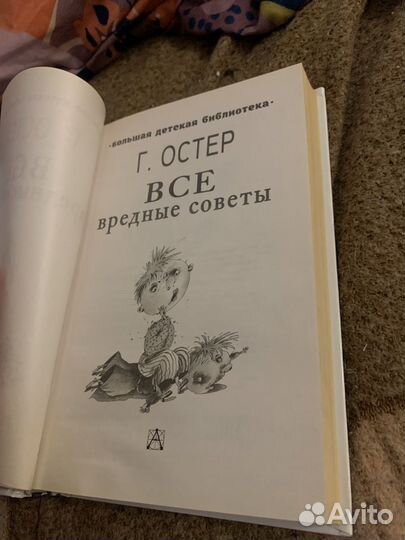 ·Большая детская библиотека·
Г. ОСТЕР
ВСЕ
вредные советы
А
Avito